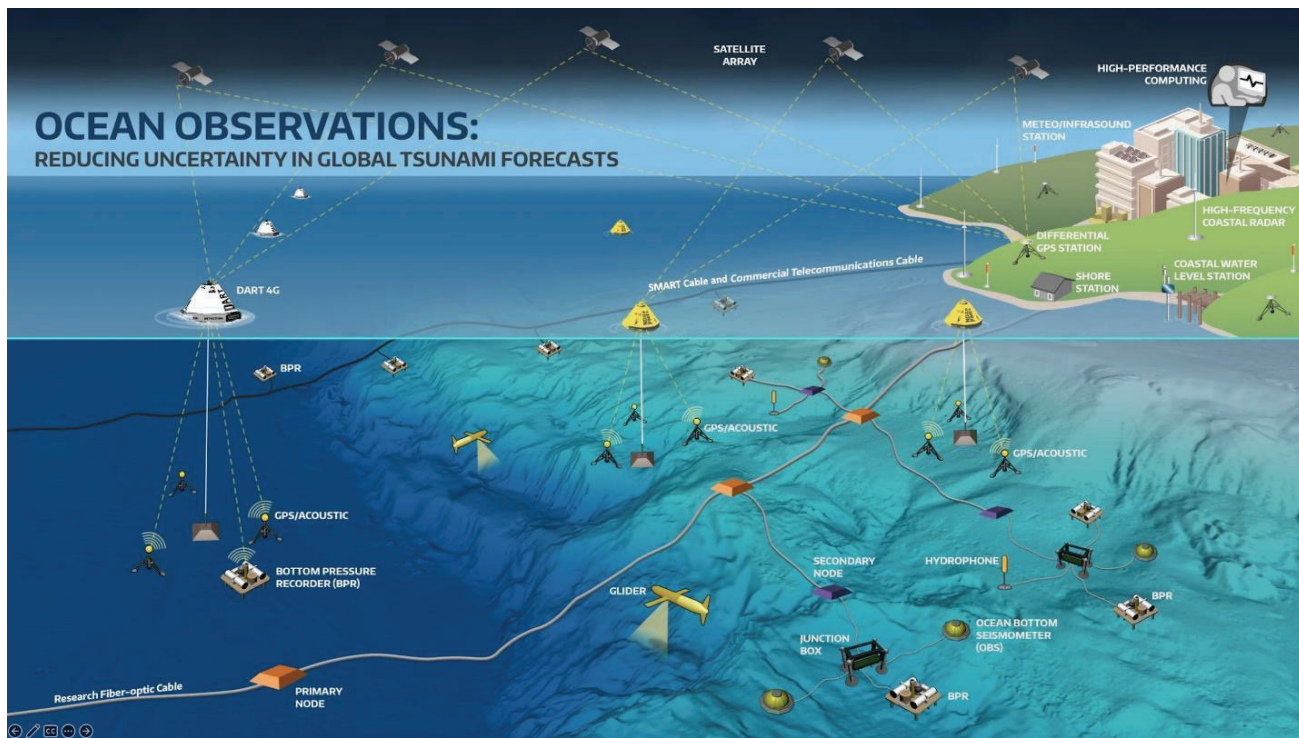 SATELLITE
ARRAY
HIGH-PERFORMANCE
COMPUTING
OCEAN OBSERVATIONS:
REDUCING UNCERTAINTY IN GLOBAL TSUNAMI FORECASTS
METEO/INFRASOUND
STATION
HIGH-FREQUENCY
COASTAL RADAR
DIFFERENTIAL
GPS STATION
COASTAL WATER
LEVEL STATION
SHORE
STATION
SMART Cable and Commercial Telecommunications Cable
DART 4G
DART
BPR
GPS/ACOUSTIC
GPS/ACOUSTIC
GPS/ACOUSTIC
BOTTOM PRESSURE
RECORDER (BPR)
SECONDARY
NODE
HYDROPHONE
GLIDER
BPR
OCEAN BOTTOM
SEISMOMETER
(OBS)
JUNCTION
BOX
BPR
Research Fiber-optic Cable
PRIMARY
NODE
CC